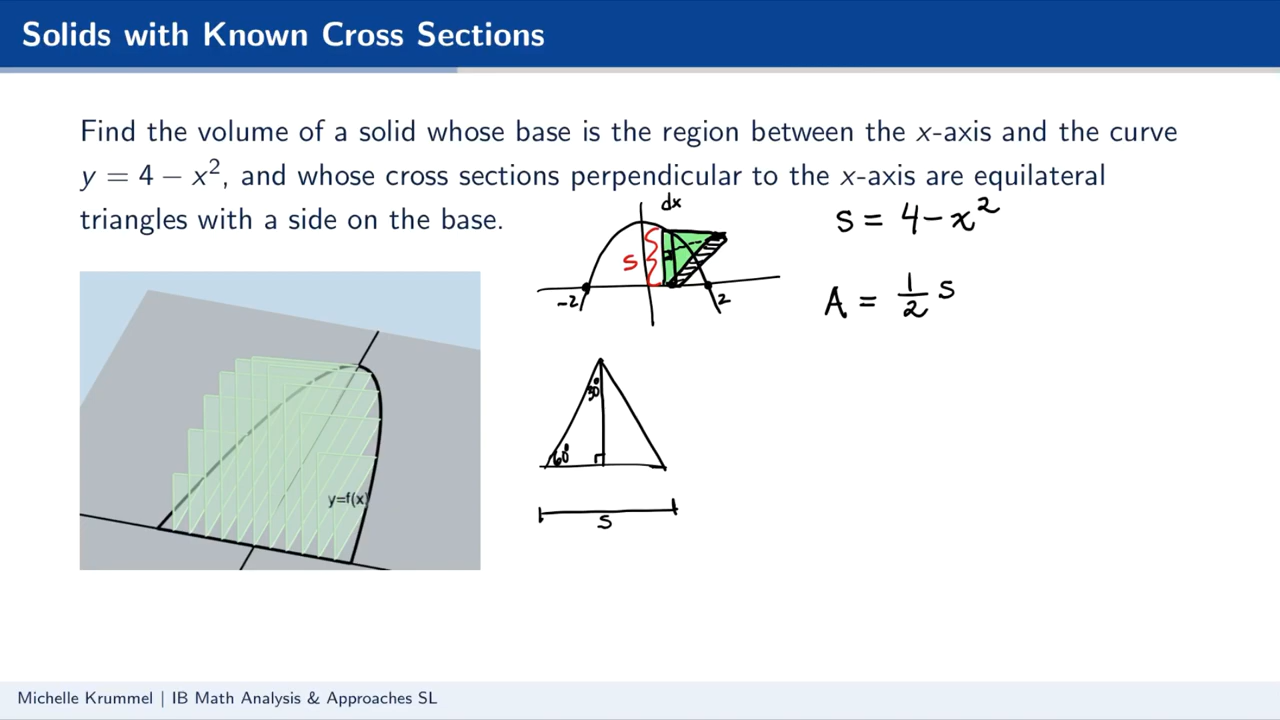 Solids with Known Cross Sections
Find the volume of a solid whose base is the region between the x-axis and the curve
y = 4 − x², and whose cross sections perpendicular to the x-axis are equilateral
triangles with a side on the base.
dx
s = 4-x²
s
-2
2
A = 1/2 s
30°
60°
y=f(x)
s
Michelle Krummel | IB Math Analysis & Approaches SL